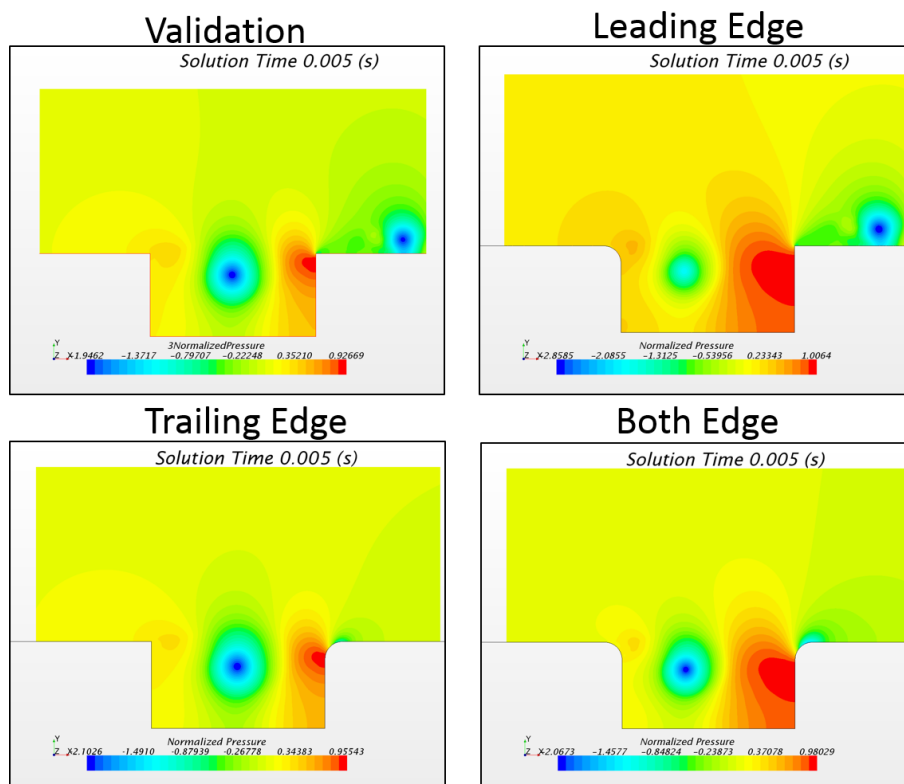 Validation
Solution Time 0.005 (s)
Y
Z X
3NormalizedPressure
-1.9462 -1.3717 -0.79707 -0.22248 0.35210 0.92669
Leading Edge
Solution Time 0.005 (s)
Y
Z X
Normalized Pressure
-2.8585 -2.0855 -1.3125 -0.53956 0.23343 1.0064
Trailing Edge
Solution Time 0.005 (s)
Y
Z X
Normalized Pressure
-2.1026 -1.4910 -0.87939 -0.26778 0.34383 0.95543
Both Edge
Solution Time 0.005 (s)
Y
Z X
Normalized Pressure
-2.0673 -1.4577 -0.84824 -0.23873 0.37078 0.98029